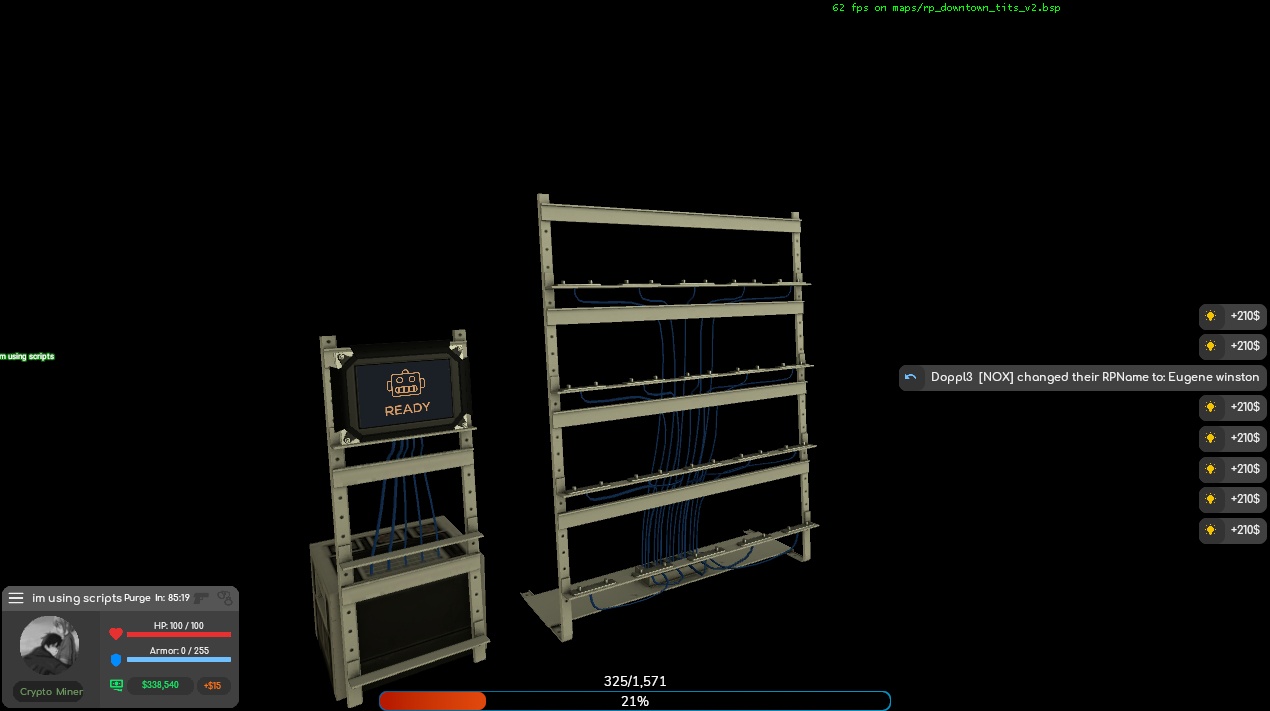 62 fps on maps/rp_downtown_tits_v2.bsp
+210$
+210$
m using scripts
Doppl3 [NOX] changed their RPName to: Eugene winston
READY
+210$
+210$
+210$
+210$
+210$
im using scripts Purge In: 85:19
HP: 100 / 100
Armor: 0 / 255
$338,540 +$15
Crypto Miner
325/1,571
21%